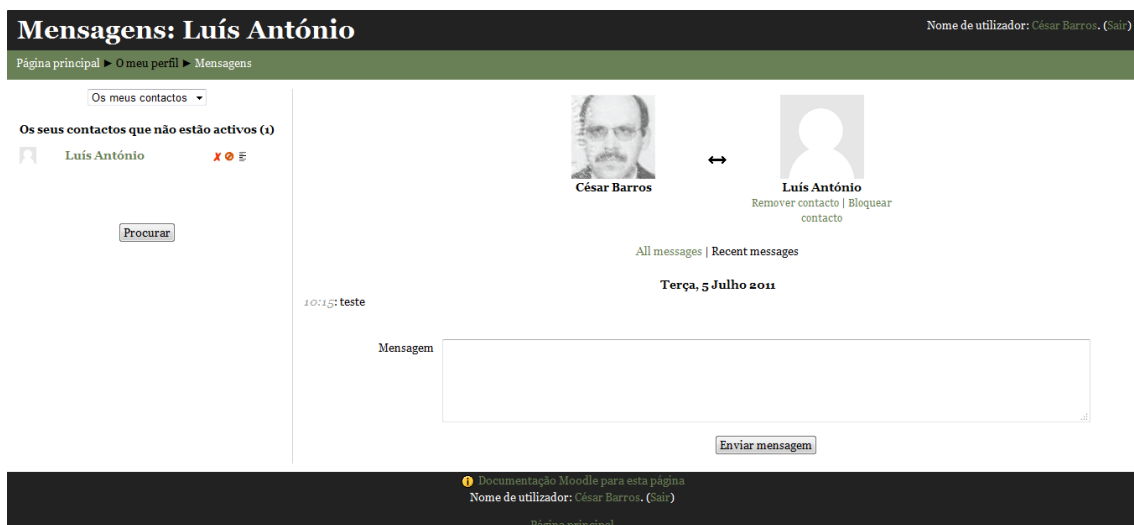 Mensagens: Luís António
Nome de utilizador: César Barros. (Sair)
Página principal ► O meu perfil ► Mensagens
Os meus contactos
Os seus contactos que não estão activos (1)
Luís António
Procurar
César Barros
Luís António
Remover contacto | Bloquear
contacto
All messages | Recent messages
Terça, 5 Julho 2011
10:15: teste
Mensagem
Enviar mensagem
Documentação Moodle para esta página
Nome de utilizador: César Barros. (Sair)
Página principal